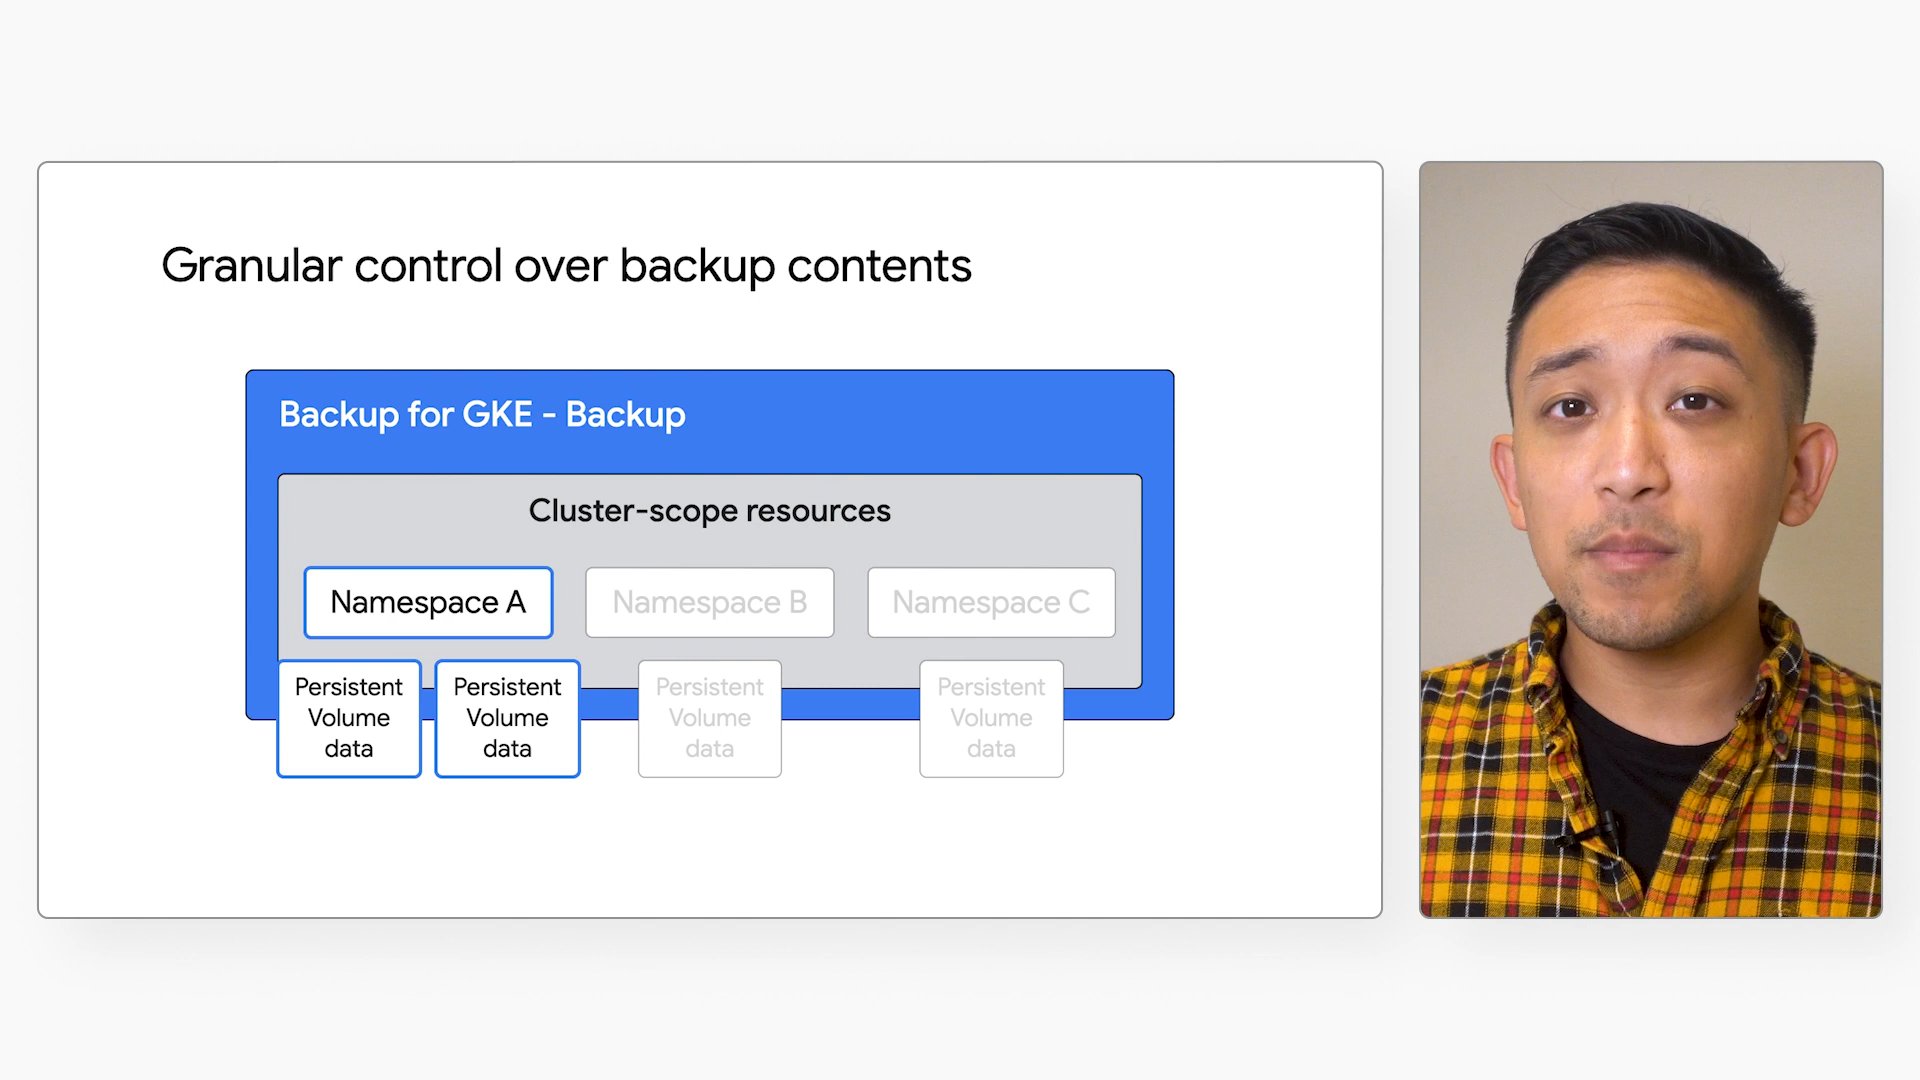 Granular control over backup contents
Backup for GKE - Backup
Cluster-scope resources
Namespace A
Namespace B
Namespace C
Persistent
Volume
data
Persistent
Volume
data
Persistent
Volume
data
Persistent
Volume
data